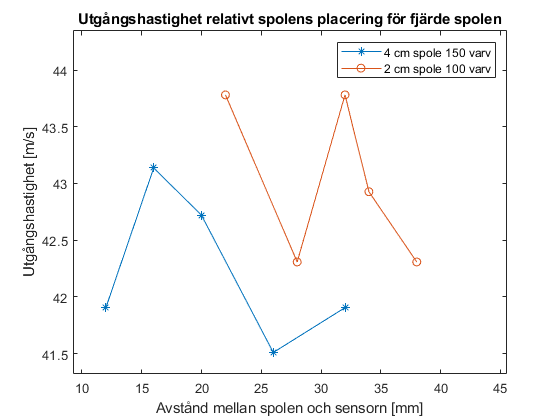 Utgångshastighet relativt spolens placering för fjärde spolen
4 cm spole 150 varv
2 cm spole 100 varv
Utgångshastighet [m/s]
44
43.5
43
42.5
42
41.5
10 15 20 25 30 35 40 45
Avstånd mellan spolen och sensorn [mm]